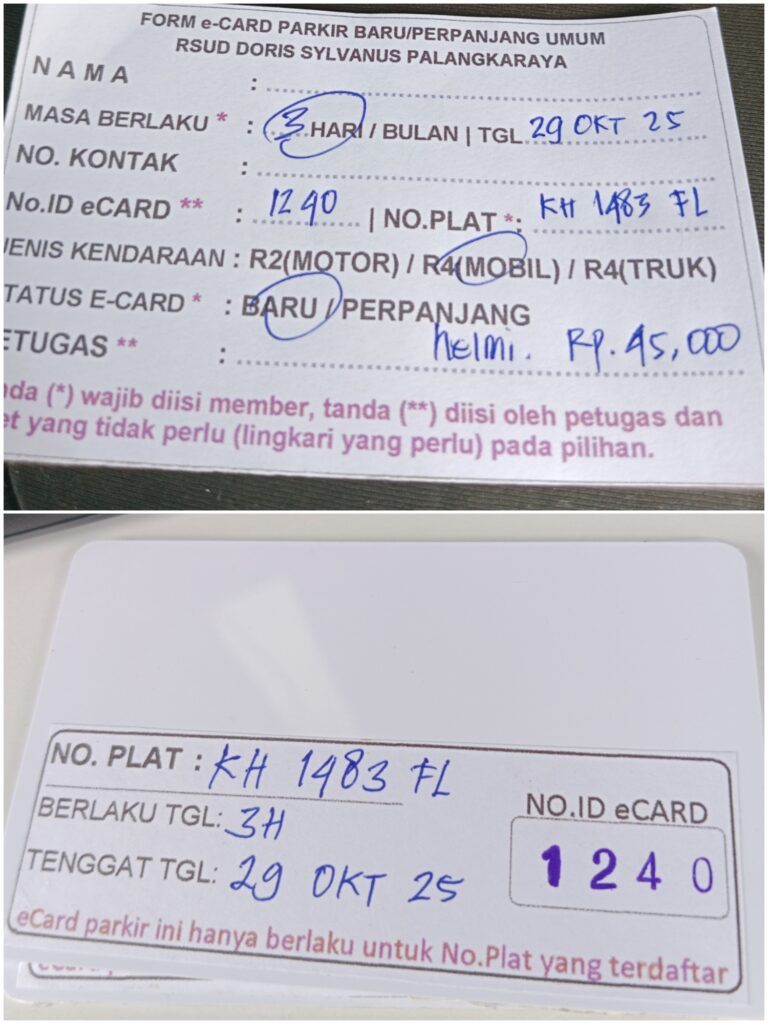 FORM e-CARD PARKIR BARU/PERPANJANG UMUM
RSUD DORIS SYLVANUS PALANGKARAYA
NAMA :
MASA BERLAKU * : 3 HARI / BULAN | TGL 29 OKT 25
NO. KONTAK :
No.ID eCARD ** : 1240 | NO.PLAT *: KH 1483 FL
JENIS KENDARAAN : R2(MOTOR) / R4(MOBIL) / R4(TRUK)
TATUS E-CARD * : BARU / PERPANJANG
ETUGAS ** : helmi. Rp. 45,000
nda (*) wajib diisi member, tanda (**) diisi oleh petugas dan
et yang tidak perlu (lingkari yang perlu) pada pilihan.
NO. PLAT : KH 1483 FL
BERLAKU TGL: 3H
TENGGAT TGL: 29 OKT 25
NO.ID eCARD
1240
eCard parkir ini hanya berlaku untuk No.Plat yang terdaftar